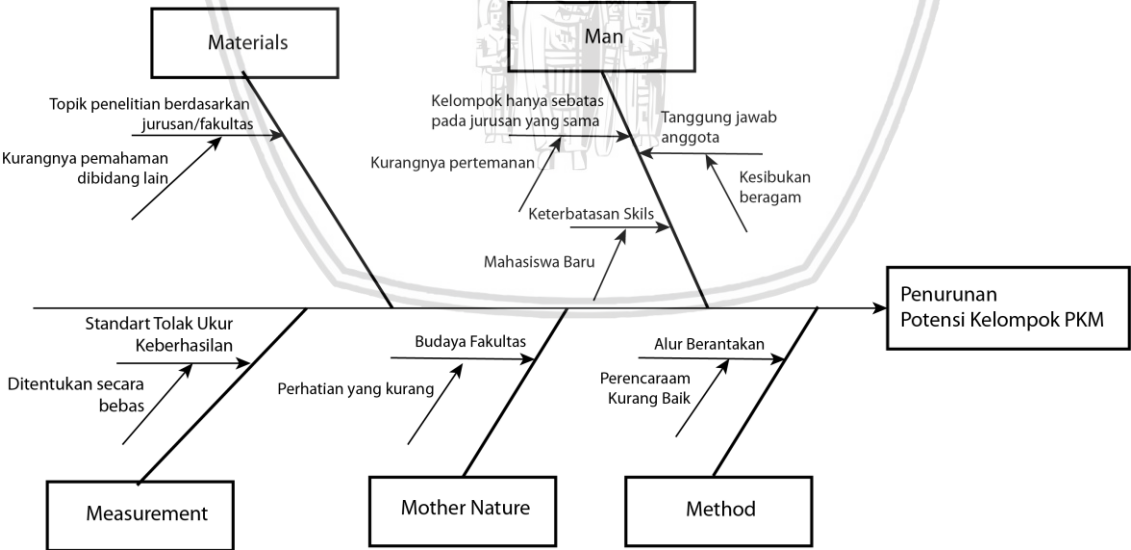 Materials
Man
Topik penelitian berdasarkan
jurusan/fakultas
Kurangnya pemahaman
dibidang lain
Kelompok hanya sebatas
pada jurusan yang sama
Kurangnya pertemanan
Tanggung jawab
anggota
Kesibukan
beragam
Keterbatasan Skils
Mahasiswa Baru
Penurunan
Potensi Kelompok PKM
Standart Tolak Ukur
Keberhasilan
Ditentukan secara
bebas
Budaya Fakultas
Perhatian yang kurang
Alur Berantakan
Perencaraam
Kurang Baik
Measurement
Mother Nature
Method